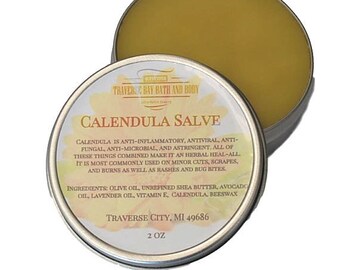 TRAVERSE BAY BATH AND BODY
CALENDULA SALVE
CALENDULA IS ANTI-INFLAMMATORY, ANTIVIRAL, ANTI-
FUNGAL, ANTI-MICROBIAL, AND ASTRINGENT. ALL OF
THESE THINGS COMBINED MAKE IT AN HERBAL HEAL-ALL.
IT IS MOST COMMONLY USED ON MINOR CUTS, SCRAPES,
AND BURNS AS WELL AS RASHES AND BUG BITES.
INGREDIENTS: OLIVE OIL, UNREFINED SHEA BUTTER, AVOCADO
OIL, LAVENDER OIL, VITAMIN E, CALENDULA, BEESWAX
TRAVERSE CITY, MI 49686
2 OZ